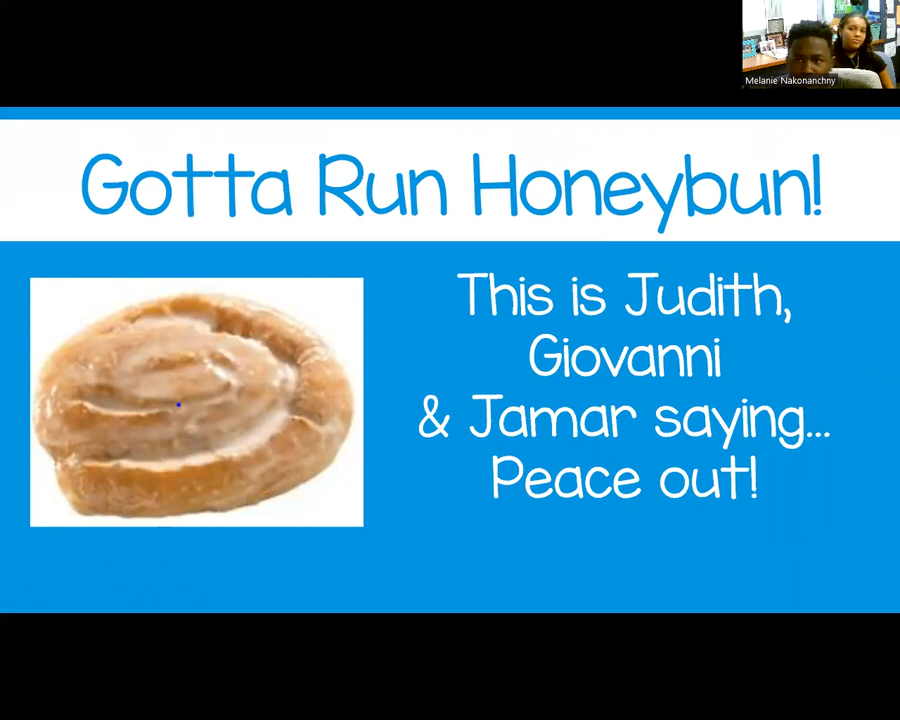 Melanie Nakonanchny
Gotta Run Honeybun!
This is Judith,
Giovanni
& Jamar saying...
Peace out!